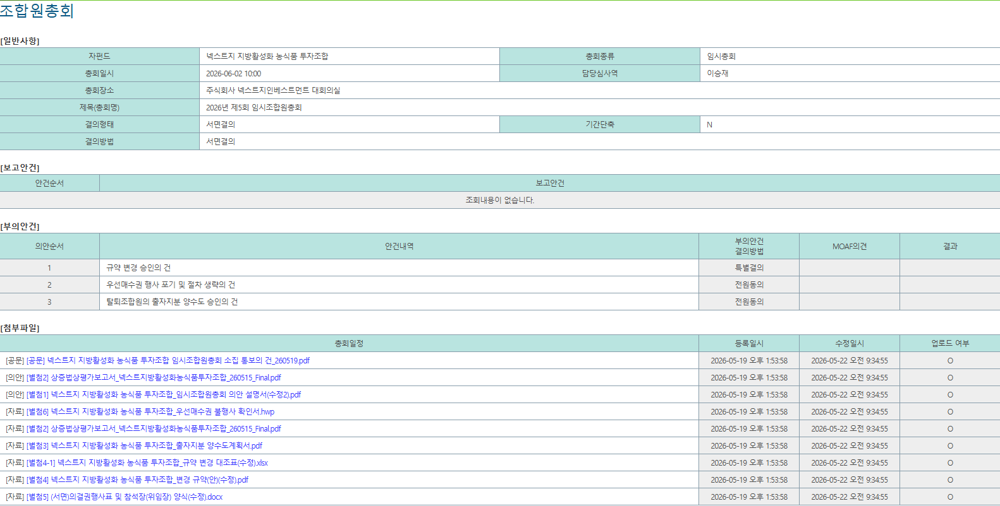 조합원총회
[일반사항]
자펀드 넥스트지 지방활성화 농식품 투자조합 총회종류 임시총회
총회일시 2026-06-02 10:00 담당심사역 이승재
총회장소 주식회사 넥스트지인베스트먼트 대회의실
제목(총회명) 2026년 제5회 임시조합원총회
결의형태 서면결의 기간단축 N
결의방법 서면결의
[보고안건]
안건순서 보고안건
조회내용이 없습니다.
[부의안건]
의안순서 안건내역 부의안건 결의방법 MOAF의견 결과
1 규약 변경 승인의 건 특별결의
2 우선매수권 행사 포기 및 절차 생략의 건 전원동의
3 탈퇴조합원의 출자지분 양수도 승인의 건 전원동의
[첨부파일]
총회일정 등록일시 수정일시 업로드 여부
[공문] [공문] 넥스트지 지방활성화 농식품 투자조합 임시조합원총회 소집 통보의 건_260519.pdf 2026-05-19 오후 1:53:58 2026-05-22 오전 9:34:55 O
[의안] [별첨2] 상증법상평가보고서_넥스트지방활성화농식품투자조합_260515_Final.pdf 2026-05-19 오후 1:53:58 2026-05-22 오전 9:34:55 O
[의안] [별첨1] 넥스트지 지방활성화 농식품 투자조합_임시조합원총회 의안 설명서(수정2).pdf 2026-05-19 오후 1:53:58 2026-05-22 오전 9:34:55 O
[자료] [별첨6] 넥스트지 지방활성화 농식품 투자조합_우선매수권 불행사 확인서.hwp 2026-05-19 오후 1:53:58 2026-05-22 오전 9:34:55 O
[자료] [별첨2] 상증법상평가보고서_넥스트지방활성화농식품투자조합_260515_Final.pdf 2026-05-19 오후 1:53:58 2026-05-22 오전 9:34:55 O
[자료] [별첨3] 넥스트지 지방활성화 농식품 투자조합_출자지분 양수도계획서.pdf 2026-05-19 오후 1:53:58 2026-05-22 오전 9:34:55 O
[자료] [별첨4-1] 넥스트지 지방활성화 농식품 투자조합_규약 변경 대조표(수정).xlsx 2026-05-19 오후 1:53:58 2026-05-22 오전 9:34:55 O
[자료] [별첨4] 넥스트지 지방활성화 농식품 투자조합_변경 규약(안)(수정).pdf 2026-05-19 오후 1:53:58 2026-05-22 오전 9:34:55 O
[자료] [별첨5] (서면)의결권행사표 및 참석장(위임장) 양식(수정).docx 2026-05-19 오후 1:53:58 2026-05-22 오전 9:34:55 O